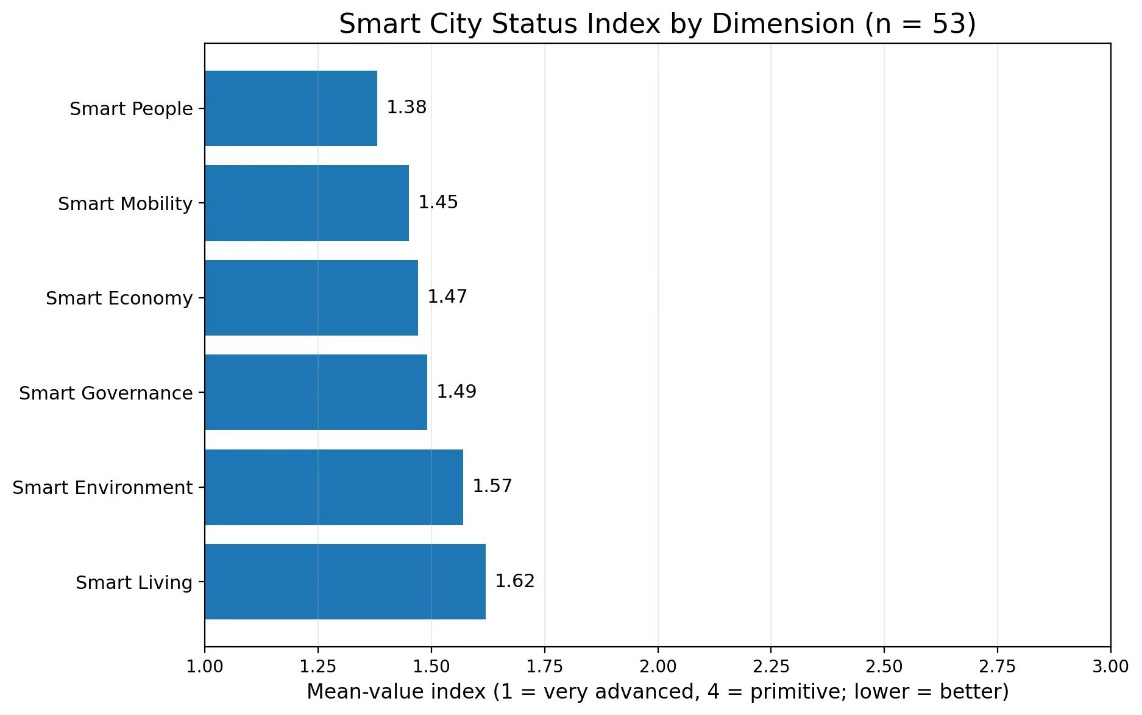 Smart City Status Index by Dimension (n = 53)
Smart People
1.38
Smart Mobility
1.45
Smart Economy
1.47
Smart Governance
1.49
Smart Environment
1.57
Smart Living
1.62
1.00 1.25 1.50 1.75 2.00 2.25 2.50 2.75 3.00
Mean-value index (1 = very advanced, 4 = primitive; lower = better)